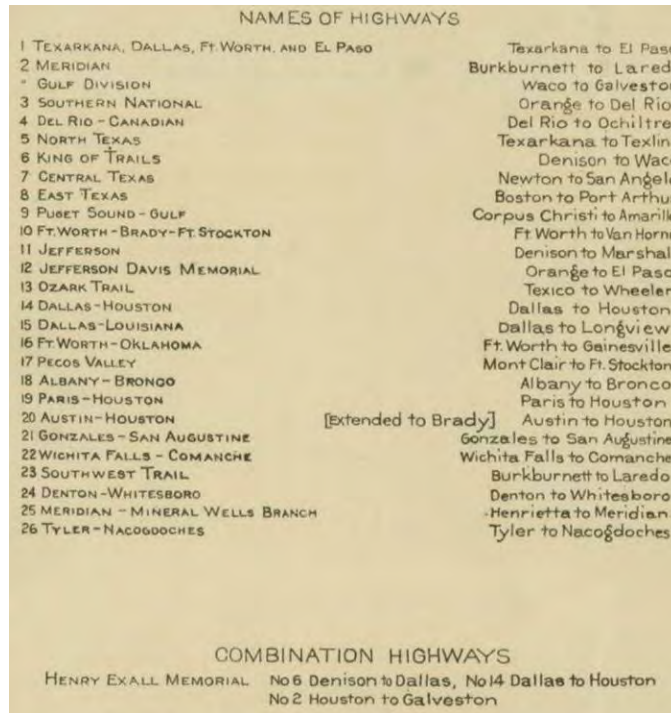 NAMES OF HIGHWAYS
1 TEXARKANA, DALLAS, FT. WORTH, AND EL PASO Texarkana to El Paso
2 MERIDIAN Burkburnett to Lared
" GULF DIVISION Waco to Galvesto
3 SOUTHERN NATIONAL Orange to Del Rio
4 DEL RIO - CANADIAN Del Rio to Ochiltre
5 NORTH TEXAS Texarkana to Texlin
6 KING OF TRAILS Denison to Wac
7 CENTRAL TEXAS Newton to San Angel
8 EAST TEXAS Boston to Port Arthu
9 PUGET SOUND - GULF Corpus Christi to Amarill
10 FT. WORTH - BRADY - FT. STOCKTON Ft Worth to Van Horn
11 JEFFERSON Denison to Marshal
12 JEFFERSON DAVIS MEMORIAL Orange to El Paso
13 OZARK TRAIL Texico to Wheeler
14 DALLAS - HOUSTON Dallas to Houston
15 DALLAS - LOUISIANA Dallas to Longview
16 FT. WORTH - OKLAHOMA Ft. Worth to Gainesville
17 PECOS VALLEY Mont Clair to Ft. Stockton
18 ALBANY - BRONCO Albany to Bronco
19 PARIS - HOUSTON Paris to Houston
20 AUSTIN - HOUSTON [Extended to Brady] Austin to Houston
21 GONZALES - SAN AUGUSTINE Gonzales to San Augustine
22 WICHITA FALLS - COMANCHE Wichita Falls to Comanche
23 SOUTHWEST TRAIL Burkburnett to Laredo
24 DENTON - WHITESBORO Denton to Whitesboro
25 MERIDIAN - MINERAL WELLS BRANCH Henrietta to Meridian
26 TYLER - NACOGDOCHES Tyler to Nacogdoches
COMBINATION HIGHWAYS
HENRY EXALL MEMORIAL No 6 Denison to Dallas, No 14 Dallas to Houston
No 2 Houston to Galveston